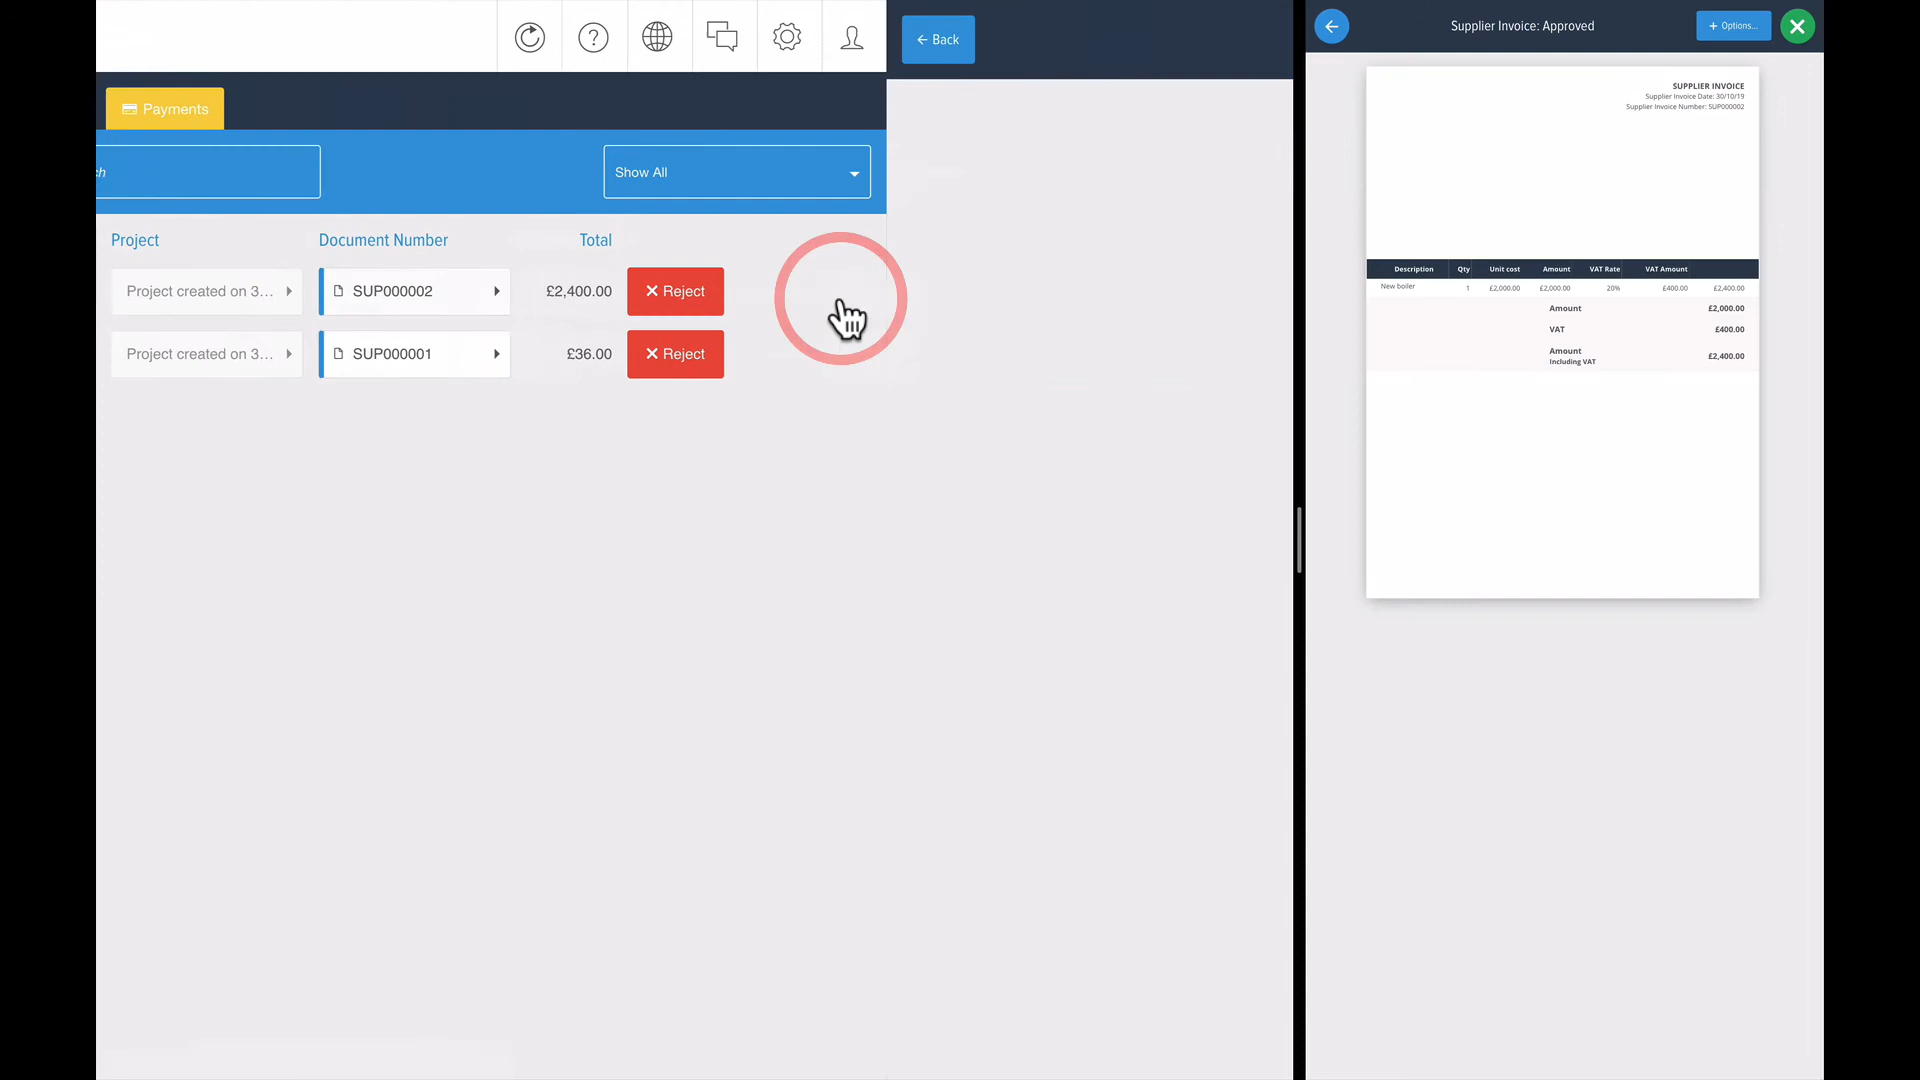 Payments
ch
Show All
Project
Document Number
Total
Project created on 3...
SUP000002
£2,400.00
Reject
Project created on 3...
SUP000001
£36.00
Reject
Back
Supplier Invoice: Approved
+ Options...
SUPPLIER INVOICE
Supplier Invoice Date: 30/10/19
Supplier Invoice Number: SUP000002
Description Qty Unit cost Amount VAT Rate VAT Amount
New boiler 1 £2,000.00 £2,000.00 20% £400.00 £2,400.00
Amount £2,000.00
VAT £400.00
Amount
Including VAT
£2,400.00